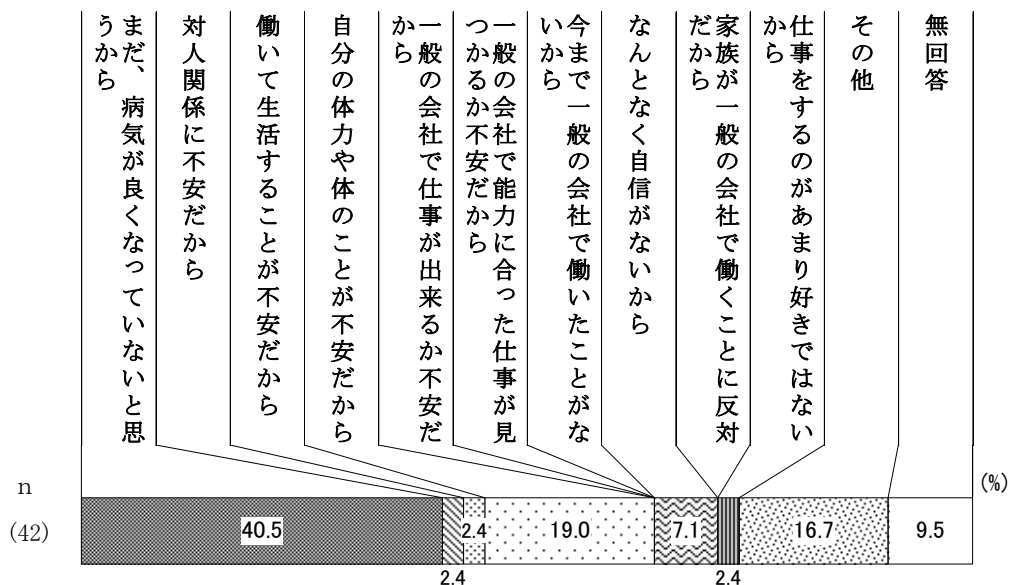 まだ、病気が良くなっていないと思
うから
対人関係に不安だから
働いて生活することが不安だから
自分の体力や体のことが不安だから
一般の会社で仕事が出来るか不安だ
から
一般の会社で能力に合った仕事が見
つかるか不安だから
今まで一般の会社で働いたことがな
いから
なんとなく自信がないから
家族が一般の会社で働くことに反対
だから
仕事をするのがあまり好きではない
から
その他
無回答
(%)
n
(42)
40.5
2.4
2.4
19.0
7.1
2.4
16.7
9.5